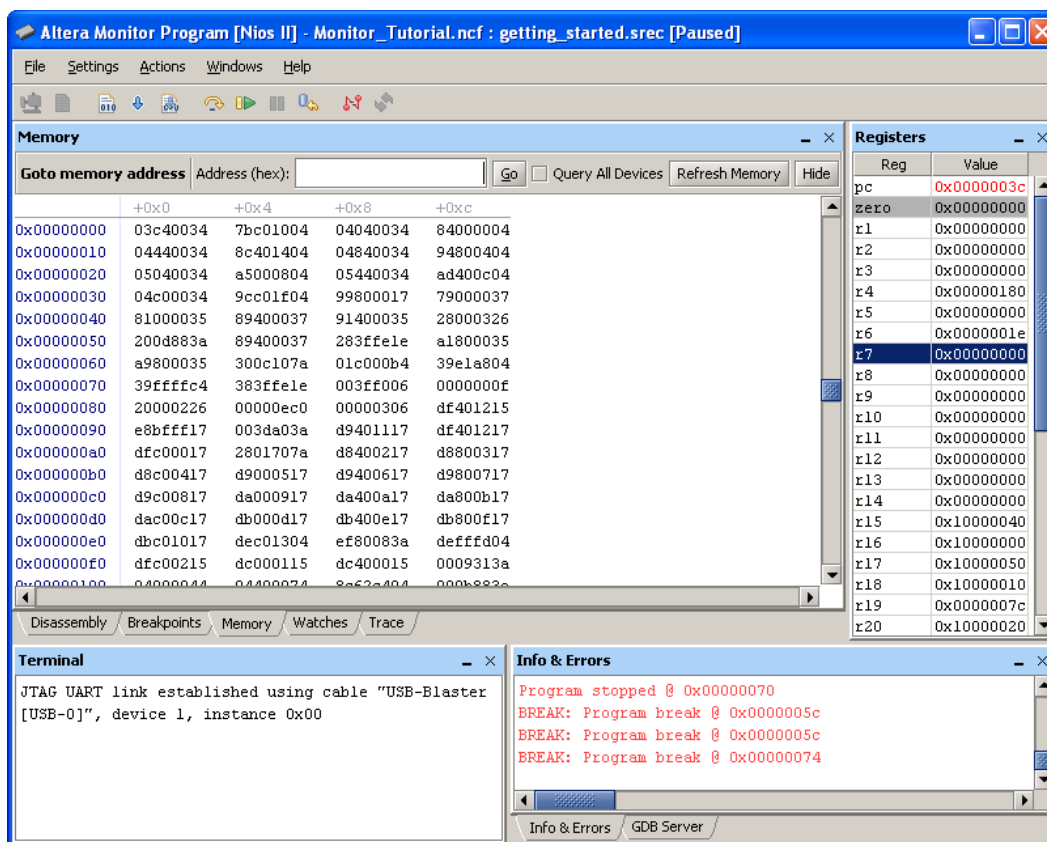 Altera Monitor Program [Nios II] - Monitor_Tutorial.ncf : getting_started.srec [Paused]
File Settings Actions Windows Help
Memory
Goto memory address Address (hex): Go Query All Devices Refresh Memory Hide
+0x0 +0x4 +0x8 +0xc
0x00000000 03c40034 7bc01004 04040034 84000004
0x00000010 04440034 8c401404 04840034 94800404
0x00000020 05040034 a5000804 05440034 ad400c04
0x00000030 04c00034 9cc01f04 99800017 79000037
0x00000040 81000035 89400037 91400035 28000326
0x00000050 200d883a 89400037 283ffe1e a1800035
0x00000060 a9800035 300c107a 01c000b4 39e1a804
0x00000070 39ffffc4 383ffe1e 003ff006 0000000f
0x00000080 20000226 00000ec0 00000306 df401215
0x00000090 e8bfff17 003da03a d9401117 df401217
0x000000a0 dfc00017 2801707a d8400217 d8800317
0x000000b0 d8c00417 d9000517 d9400617 d9800717
0x000000c0 d9c00817 da000917 da400a17 da800b17
0x000000d0 dac00c17 db000d17 db400e17 db800f17
0x000000e0 dbc01017 dec01304 ef80083a defffd04
0x000000f0 dfc00215 dc000115 dc400015 0009313a
0x00000100 04000044 04400074 8c62c404 000b883a
Disassembly Breakpoints Memory Watches Trace
Registers
Reg Value
pc 0x0000003c
zero 0x00000000
r1 0x00000000
r2 0x00000000
r3 0x00000000
r4 0x00000180
r5 0x00000000
r6 0x0000001e
r7 0x00000000
r8 0x00000000
r9 0x00000000
r10 0x00000000
r11 0x00000000
r12 0x00000000
r13 0x00000000
r14 0x00000000
r15 0x10000040
r16 0x10000000
r17 0x10000050
r18 0x10000010
r19 0x0000007c
r20 0x10000020
Terminal
JTAG UART link established using cable "USB-Blaster
[USB-0]", device 1, instance 0x00
Info & Errors
Program stopped @ 0x00000070
BREAK: Program break @ 0x0000005c
BREAK: Program break @ 0x0000005c
BREAK: Program break @ 0x00000074
Info & Errors GDB Server